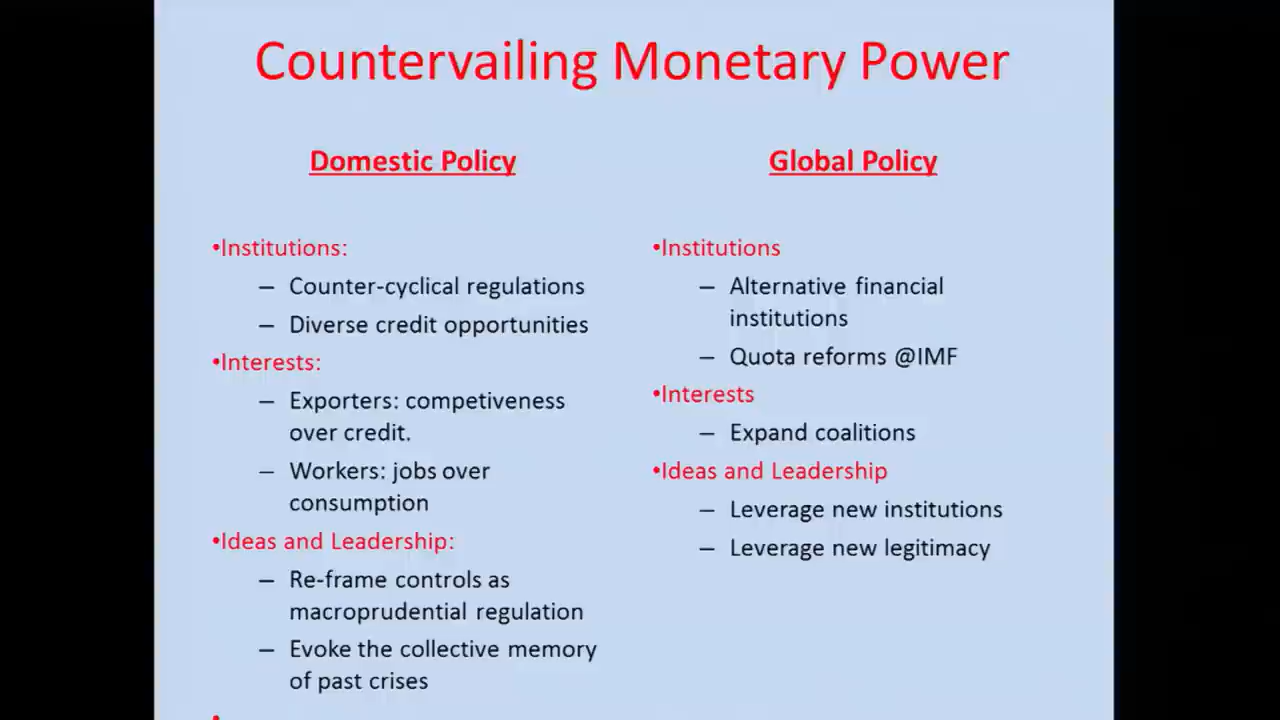 Countervailing Monetary Power
Domestic Policy
•Institutions:
– Counter-cyclical regulations
– Diverse credit opportunities
•Interests:
– Exporters: competiveness
over credit.
– Workers: jobs over
consumption
•Ideas and Leadership:
– Re-frame controls as
macroprudential regulation
– Evoke the collective memory
of past crises
•
Global Policy
•Institutions
– Alternative financial
institutions
– Quota reforms @IMF
•Interests
– Expand coalitions
•Ideas and Leadership
– Leverage new institutions
– Leverage new legitimacy